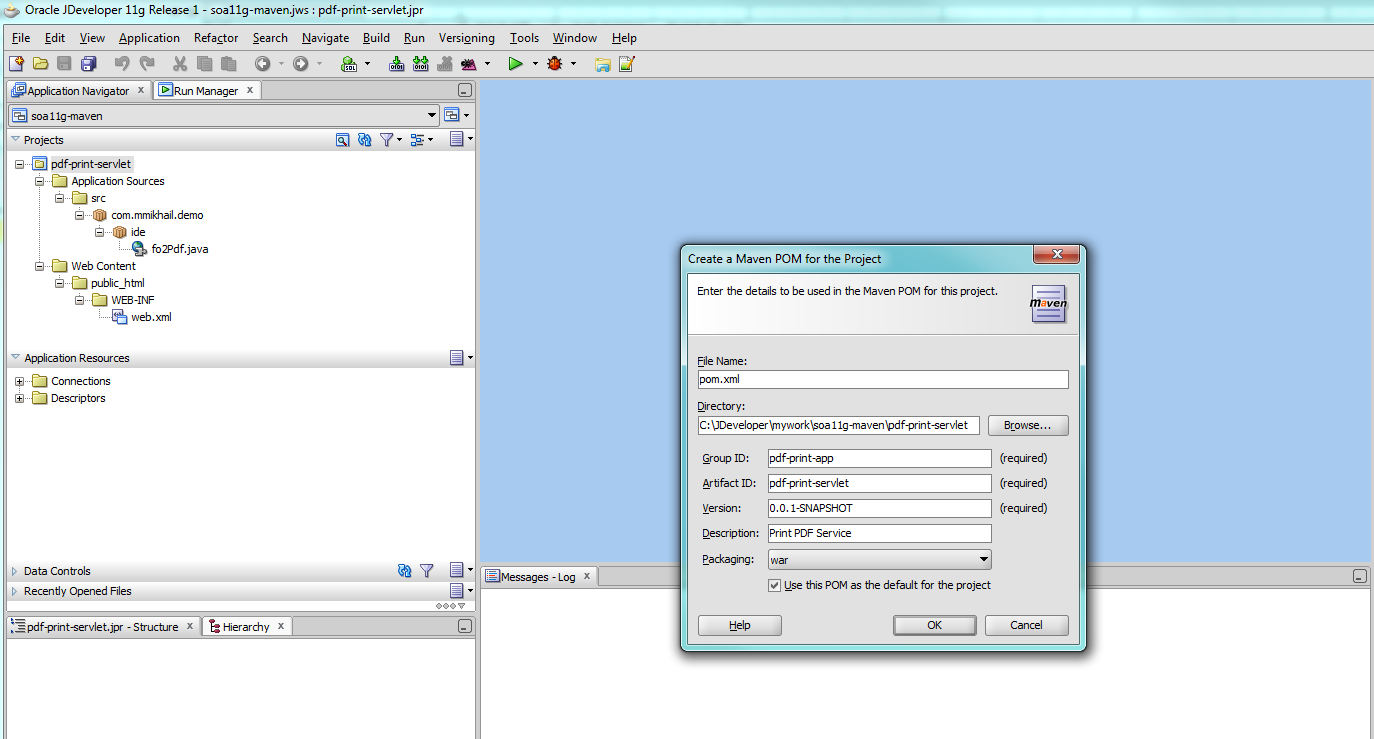 Oracle JDeveloper 11g Release 1 - soa11g-maven.jws : pdf-print-servlet.jpr
File Edit View Application Refactor Search Navigate Build Run Versioning Tools Window Help
Application Navigator x Run Manager x
soa11g-maven
Projects
pdf-print-servlet
Application Sources
src
com.mmikhail.demo
ide
fo2Pdf.java
Web Content
public_html
WEB-INF
web.xml
Application Resources
Connections
Descriptors
Data Controls
Recently Opened Files
pdf-print-servlet.jpr - Structure x Hierarchy x
Create a Maven POM for the Project
Enter the details to be used in the Maven POM for this project.
maven
File Name:
pom.xml
Directory:
C:\JDeveloper\mywork\soa11g-maven\pdf-print-servlet Browse...
Group ID: pdf-print-app (required)
Artifact ID: pdf-print-servlet (required)
Version: 0.0.1-SNAPSHOT (required)
Description: Print PDF Service
Packaging: war
Use this POM as the default for the project
Help OK Cancel
Messages - Log x